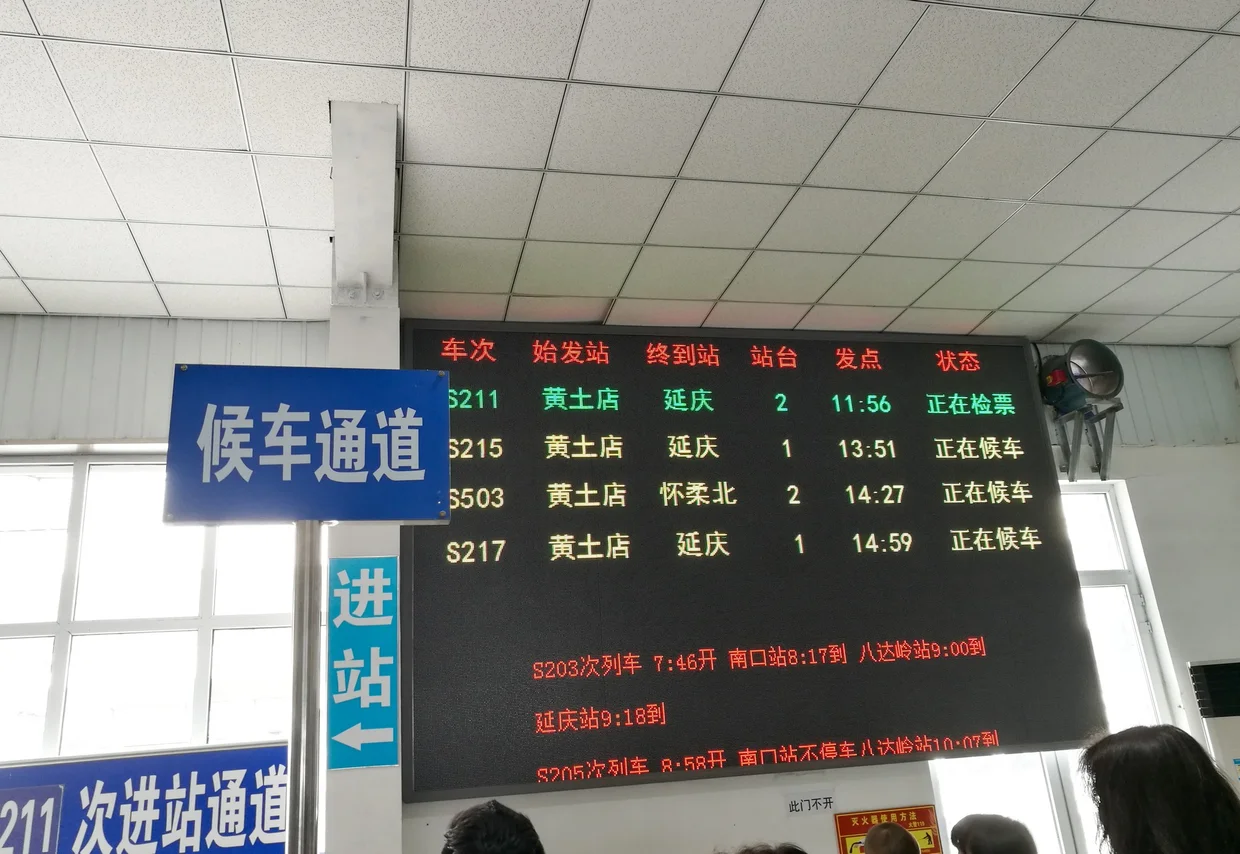 车次 始发站 终到站 站台 发点 状态
S211 黄土店 延庆 2 11:56 正在检票
S215 黄土店 延庆 1 13:51 正在候车
S503 黄土店 怀柔北 2 14:27 正在候车
S217 黄土店 延庆 1 14:59 正在候车
S203次列车 7:46开 南口站8:17到 八达岭站9:00到
延庆站9:18到
S205次列车 8:58开 南口站不停车八达岭站10:07到
候车通道
进站
211 次进站通道
此门不开
灭火器使用方法